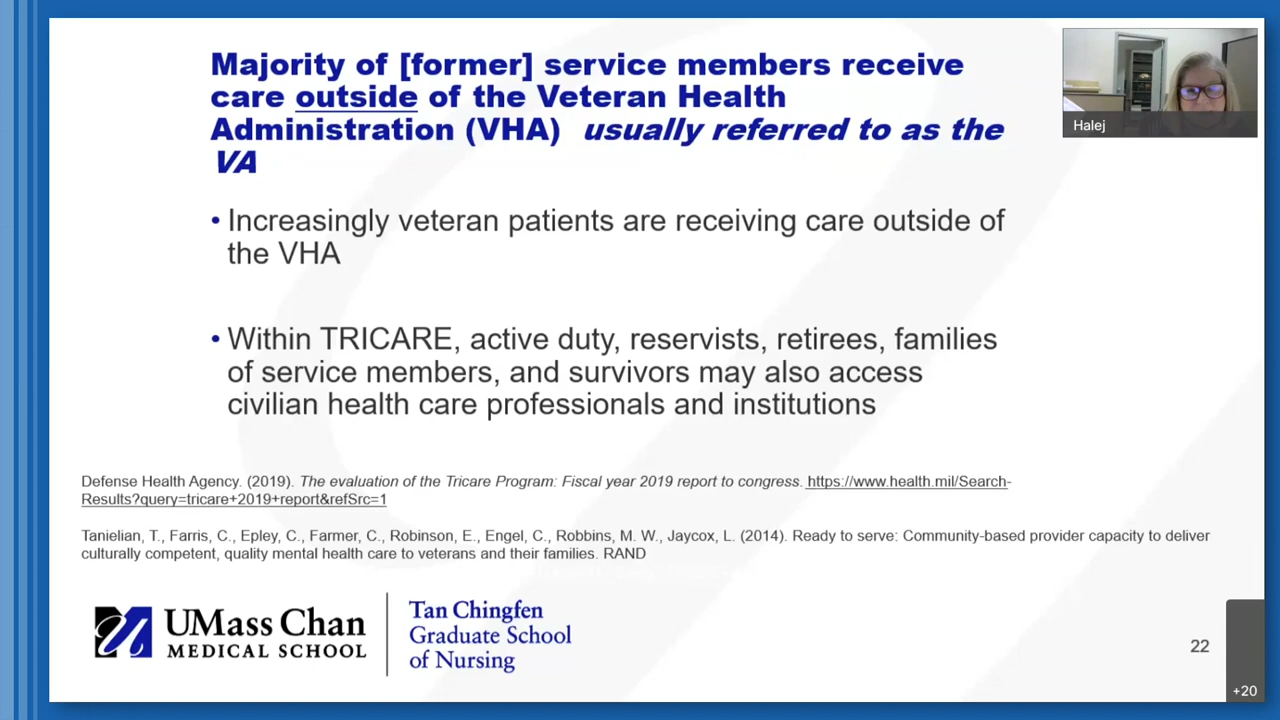 Majority of [former] service members receive
care outside of the Veteran Health
Administration (VHA) usually referred to as the
VA
Halej
• Increasingly veteran patients are receiving care outside of
the VHA
• Within TRICARE, active duty, reservists, retirees, families
of service members, and survivors may also access
civilian health care professionals and institutions
Defense Health Agency. (2019). The evaluation of the Tricare Program: Fiscal year 2019 report to congress. https://www.health.mil/Search-
Results?query=tricare+2019+report&refSrc=1
Tanielian, T., Farris, C., Epley, C., Farmer, C., Robinson, E., Engel, C., Robbins, M. W., Jaycox, L. (2014). Ready to serve: Community-based provider capacity to deliver
culturally competent, quality mental health care to veterans and their families. RAND
UMass Chan
MEDICAL SCHOOL
Tan Chingfen
Graduate School
of Nursing
22
+20